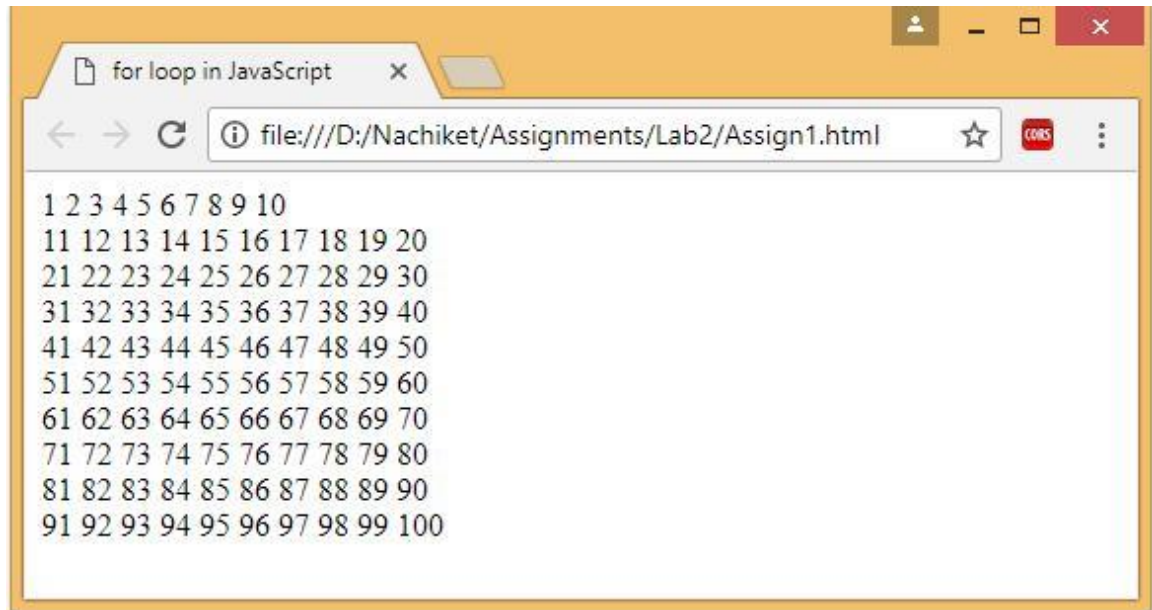 for loop in JavaScript
file:///D:/Nachiket/Assignments/Lab2/Assign1.html
CORS
1 2 3 4 5 6 7 8 9 10
11 12 13 14 15 16 17 18 19 20
21 22 23 24 25 26 27 28 29 30
31 32 33 34 35 36 37 38 39 40
41 42 43 44 45 46 47 48 49 50
51 52 53 54 55 56 57 58 59 60
61 62 63 64 65 66 67 68 69 70
71 72 73 74 75 76 77 78 79 80
81 82 83 84 85 86 87 88 89 90
91 92 93 94 95 96 97 98 99 100